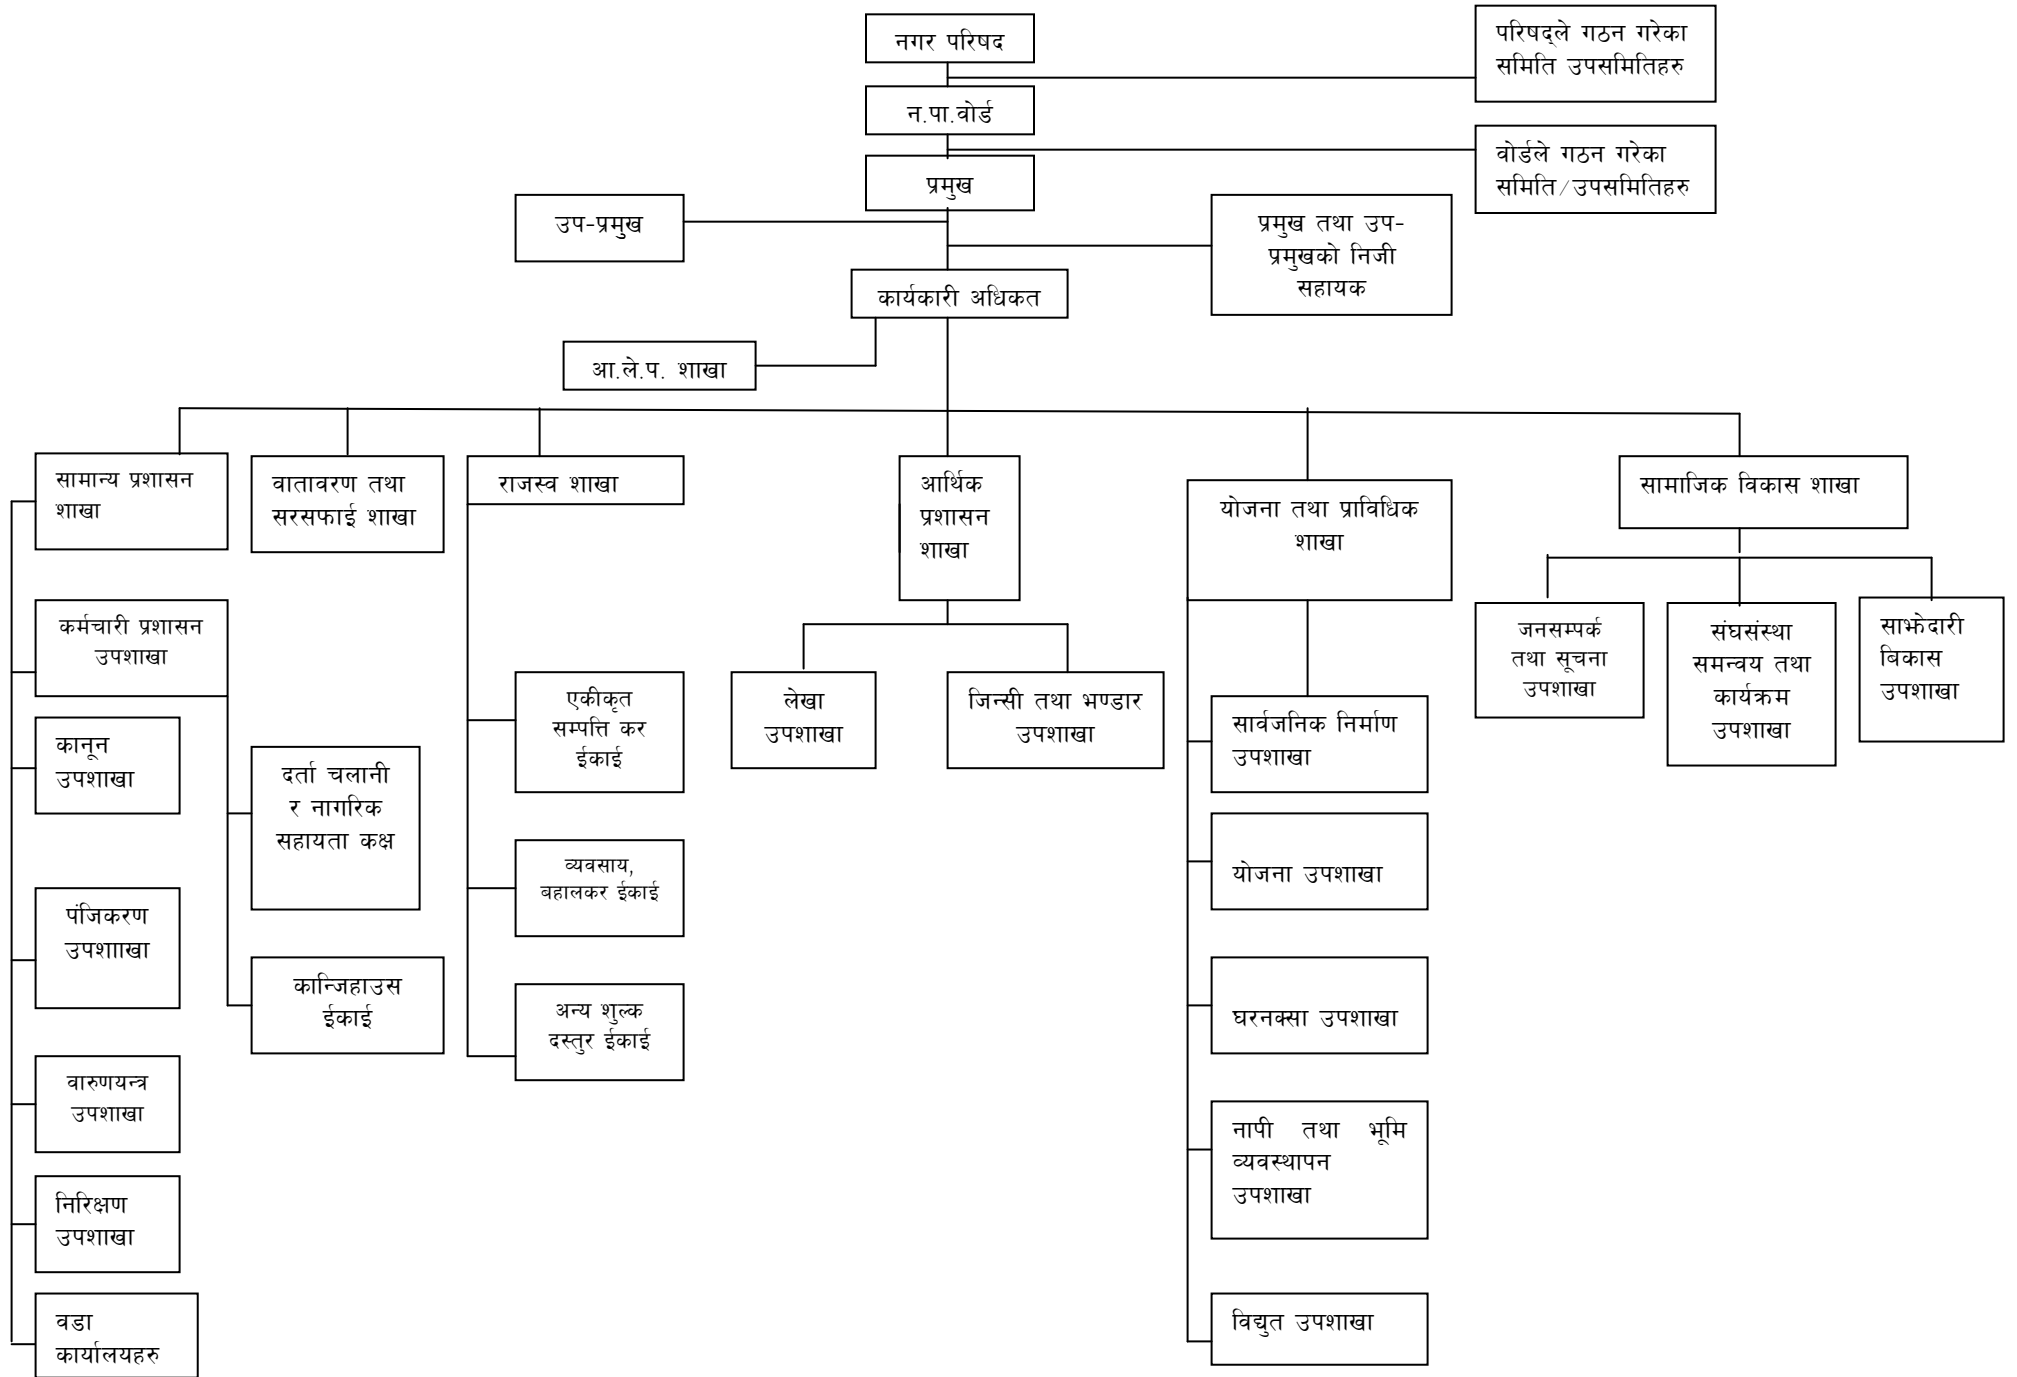 नगर परिषद
परिषद्ले गठन गरेका
समिति उपसमितिहरु
न.पा.वोर्ड
वोर्डले गठन गरेका
समिति/उपसमितिहरु
प्रमुख
उप-प्रमुख
प्रमुख तथा उप-
प्रमुखको निजी
सहायक
कार्यकारी अधिकत
आ.ले.प. शाखा
सामान्य प्रशासन
शाखा
वातावरण तथा
सरसफाई शाखा
राजस्व शाखा
आर्थिक
प्रशासन
शाखा
योजना तथा प्राविधिक
शाखा
सामाजिक विकास शाखा
कर्मचारी प्रशासन
उपशाखा
कानून
उपशाखा
पंजिकरण
उपशााखा
वारुणयन्त्र
उपशाखा
निरिक्षण
उपशाखा
वडा
कार्यालयहरु
दर्ता चलानी
र नागरिक
सहायता कक्ष
कान्जिहाउस
ईकाई
एकीकृत
सम्पत्ति कर
ईकाई
व्यवसाय,
बहालकर ईकाई
अन्य शुल्क
दस्तुर ईकाई
लेखा
उपशाखा
जिन्सी तथा भण्डार
उपशाखा
सार्वजनिक निर्माण
उपशाखा
योजना उपशाखा
घरनक्सा उपशाखा
नापी तथा भूमि
व्यवस्थापन
उपशाखा
विद्युत उपशाखा
जनसम्पर्क
तथा सूचना
उपशाखा
संघसंस्था
समन्वय तथा
कार्यक्रम
उपशाखा
साझेदारी
बिकास
उपशाखा